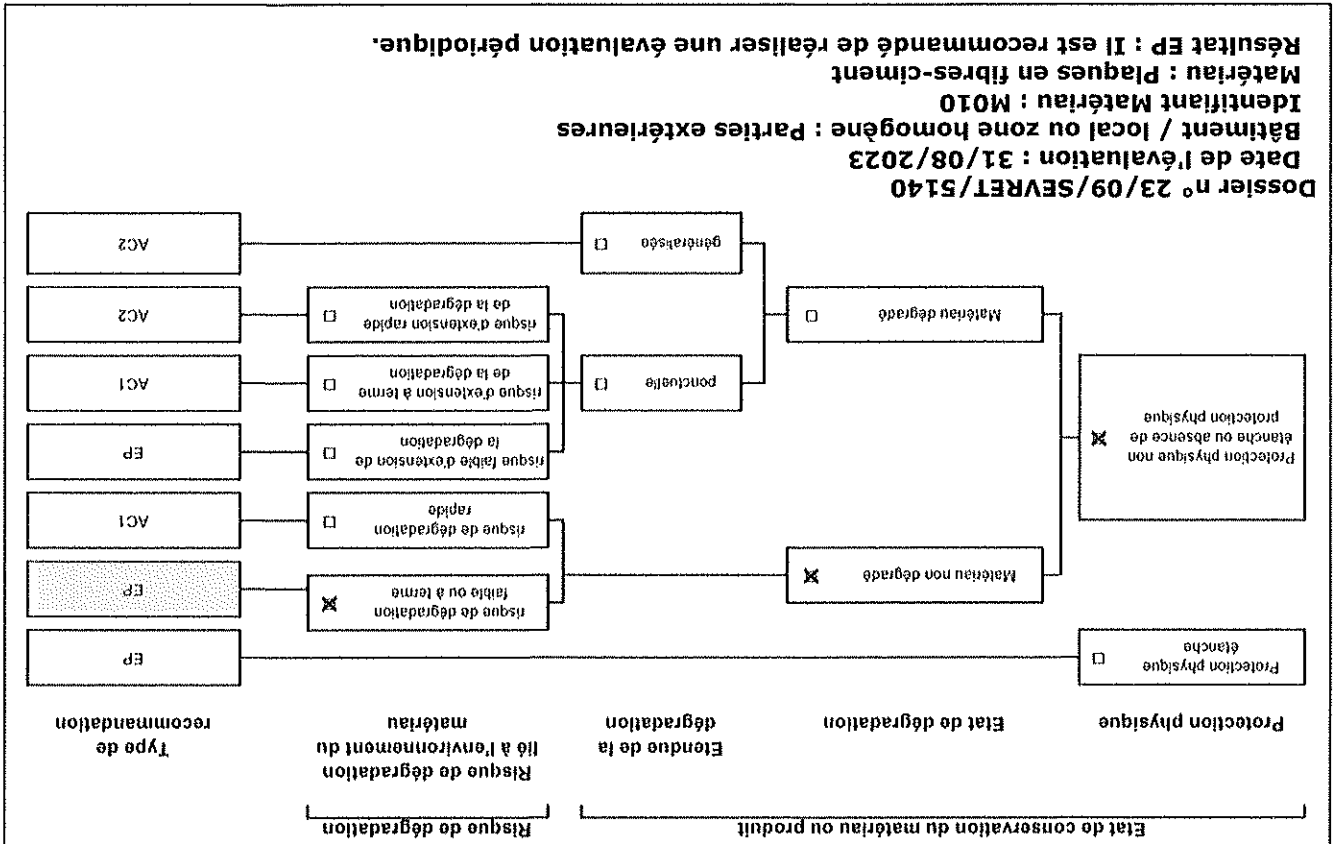 Etat de conservation du matériau ou produit
Risque de dégradation
Protection physique
Etat de dégradation
Etendue de la
dégradation
Risque de dégradation
lié à l'environnement du
matériau
Type de
recommandation
Protection physique
étanche
EP
risque de dégradation
faible ou à terme
EP
Matériau non dégradé
risque de dégradation
rapide
AC1
Protection physique non
étanche ou absence de
protection physique
risque faible d'extension de
la dégradation
EP
ponctuelle
risque d'extension à terme
de la dégradation
AC1
Matériau dégradé
risque d'extension rapide
de la dégradation
AC2
généralisée
AC2
Dossier n° 23/09/SEVRET/5140
Date de l'évaluation : 31/08/2023
Bâtiment / local ou zone homogène : Parties extérieures
Identifiant Matériau : M010
Matériau : Plaques en fibres-ciment
Résultat EP : Il est recommandé de réaliser une évaluation périodique.